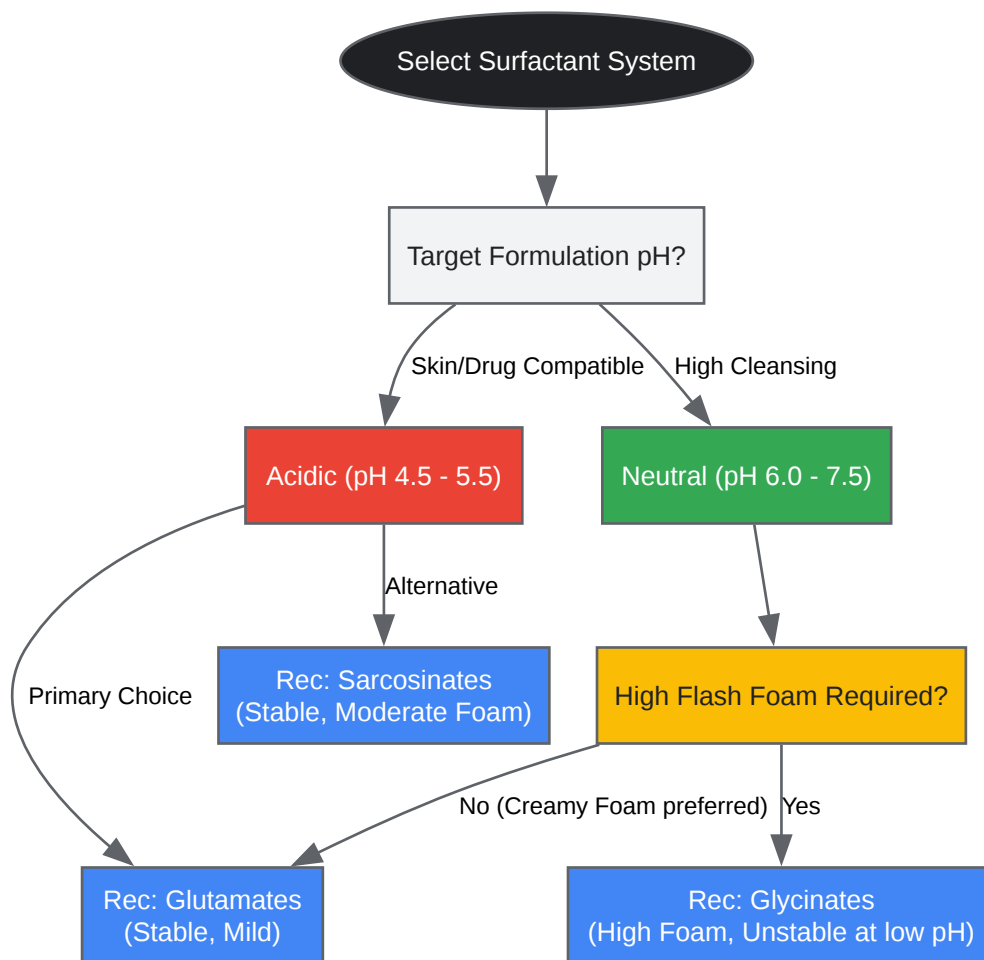 Select Surfactant System
Target Formulation pH?
Skin/Drug Compatible
High Cleansing
Acidic (pH 4.5 - 5.5)
Neutral (pH 6.0 - 7.5)
Alternative
Primary Choice
Rec: Sarcosinates
(Stable, Moderate Foam)
High Flash Foam Required?
No (Creamy Foam preferred)
Yes
Rec: Glutamates
(Stable, Mild)
Rec: Glycinates
(High Foam, Unstable at low pH)